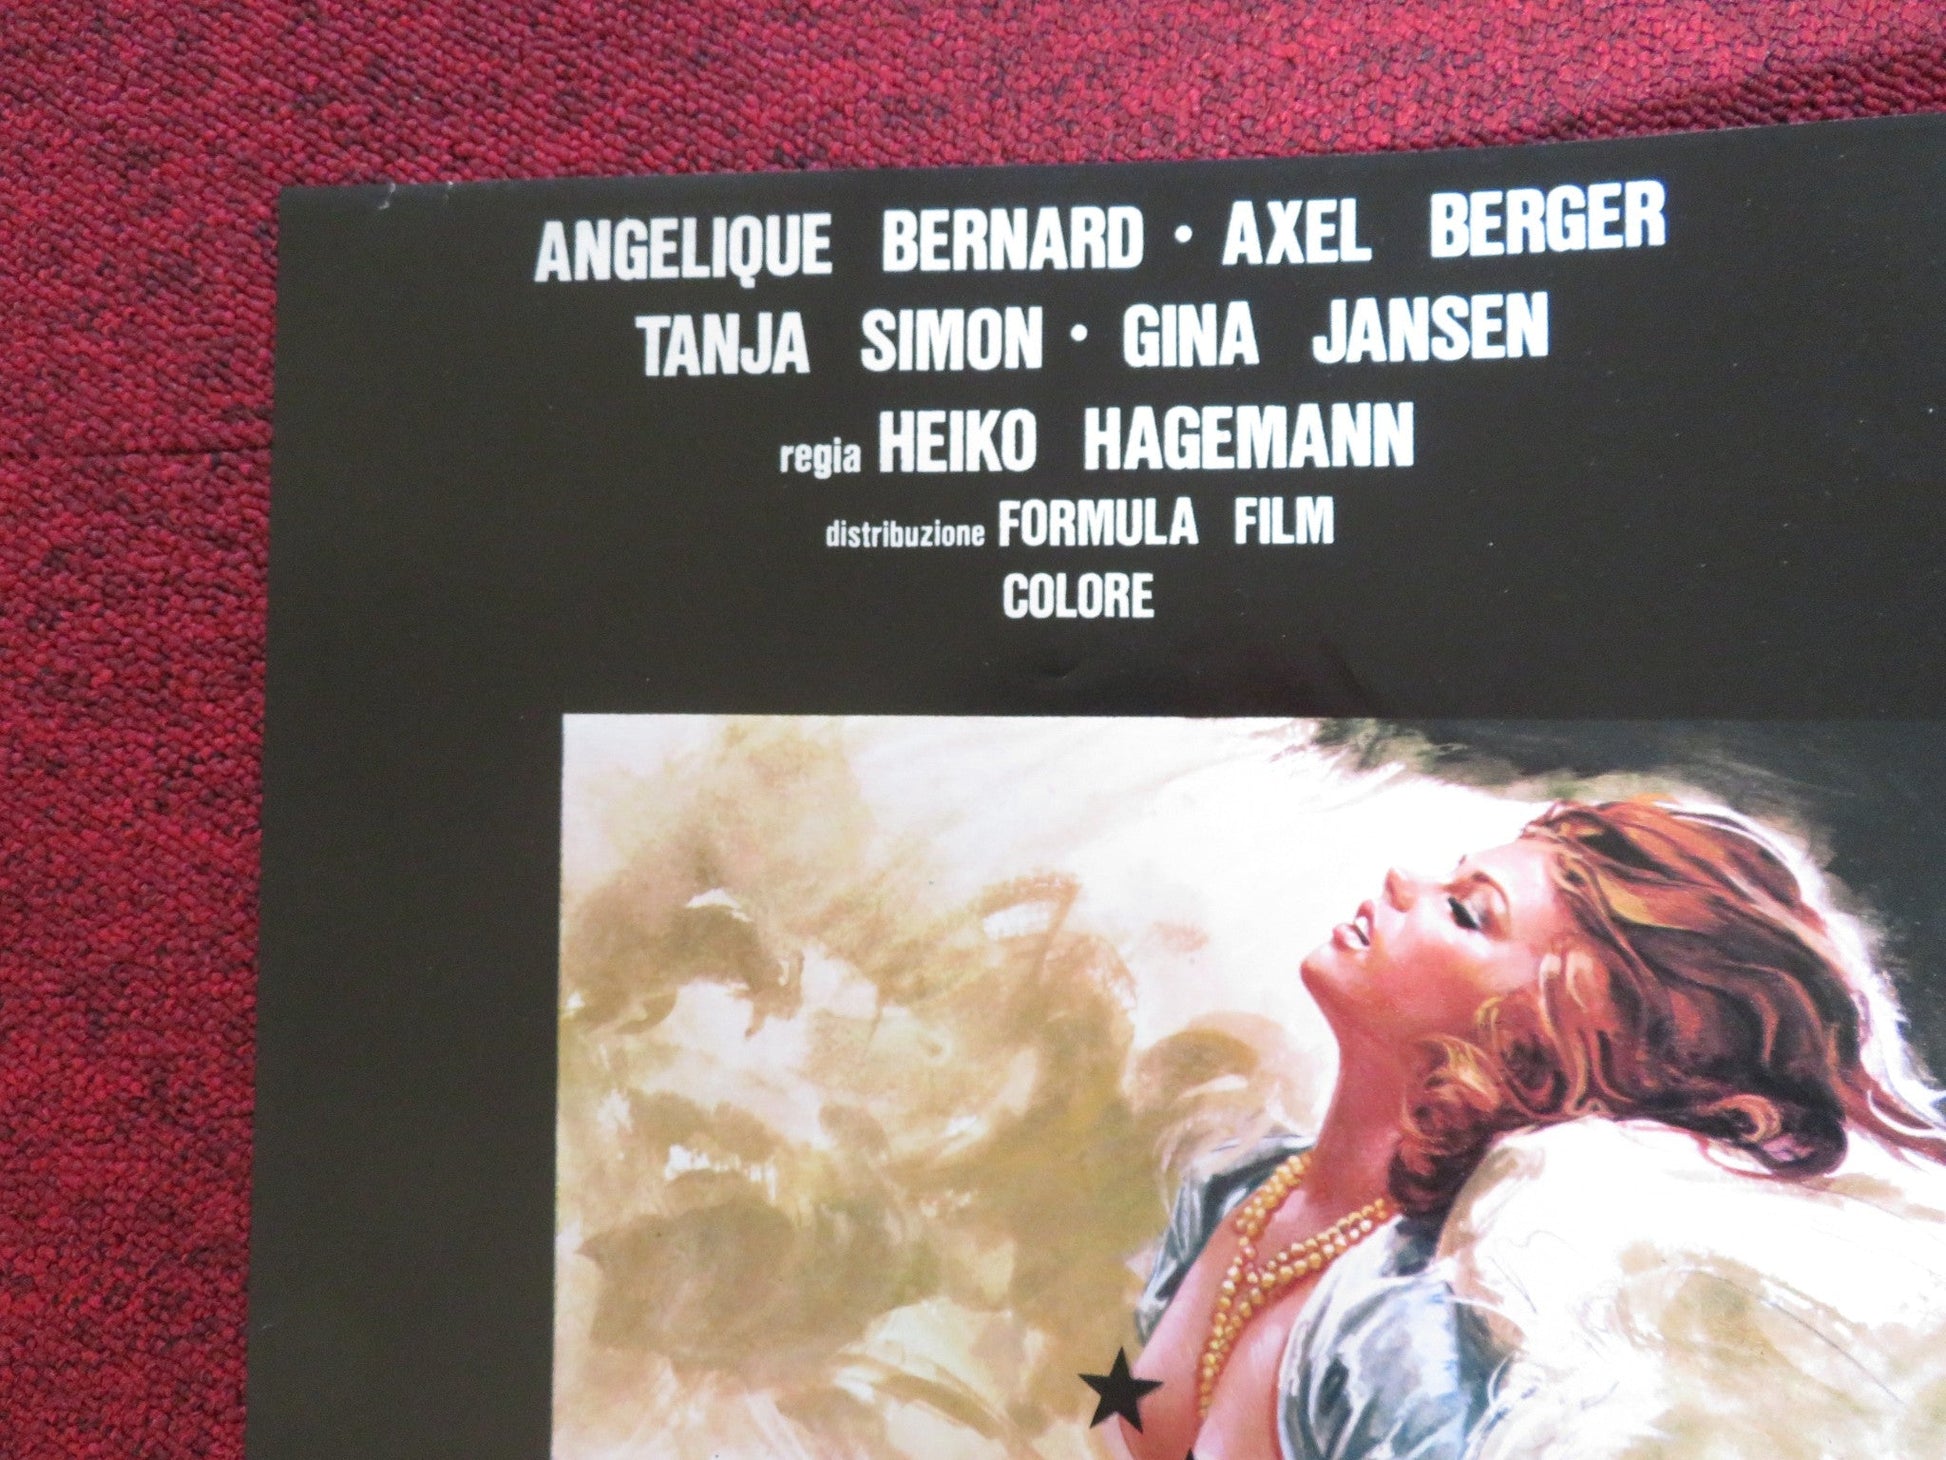 ANGELIQUE BERNARD • AXEL BERGER
TANJA SIMON • GINA JANSEN
regia HEIKO HAGEMANN
distribuzione FORMULA FILM
COLORE